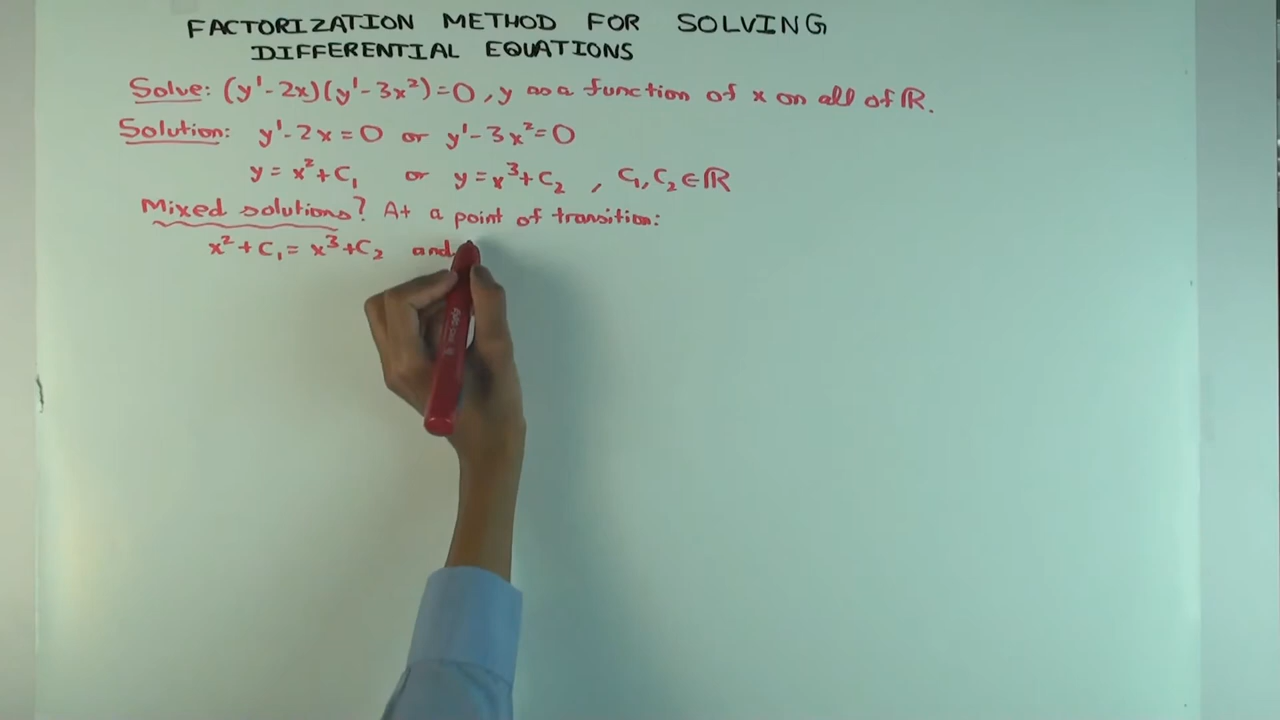 FACTORIZATION METHOD FOR SOLVING
DIFFERENTIAL EQUATIONS
Solve: (y'-2x)(y'-3x²)=0, y as a function of x on all of ℝ.
Solution: y'-2x=0 or y'-3x²=0
y=x²+C₁ or y=x³+C₂, C₁,C₂∈ℝ
Mixed solutions? At a point of transition:
x²+C₁=x³+C₂ and